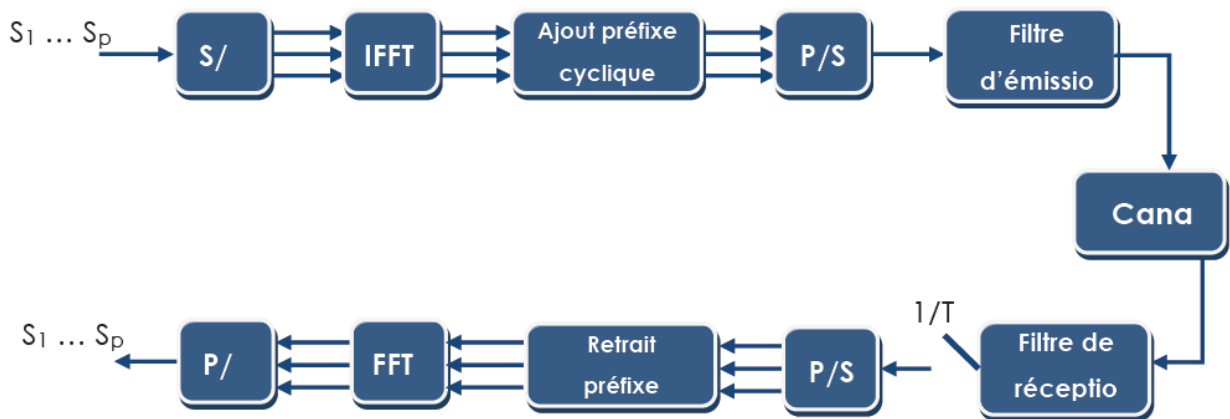 S₁ ... Sₚ
S/
IFFT
Ajout préfixe
cyclique
P/S
Filtre
d'émissio
Cana
1/T
Filtre de
réceptio
P/S
Retrait
préfixe
FFT
P/
S₁ ... Sₚ